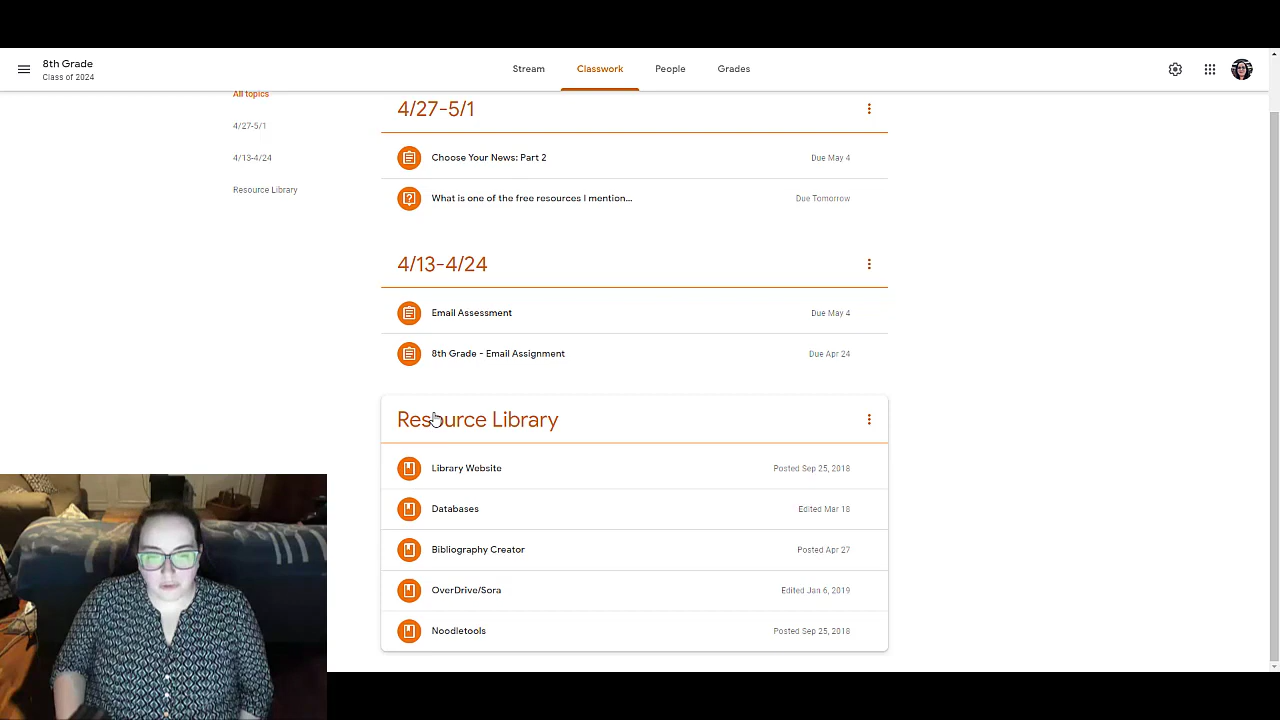 8th Grade
Class of 2024
Stream Classwork People Grades
All topics
4/27-5/1
4/13-4/24
Resource Library
4/27-5/1
Choose Your News: Part 2 Due May 4
What is one of the free resources I mention... Due Tomorrow
4/13-4/24
Email Assessment Due May 4
8th Grade - Email Assignment Due Apr 24
Resource Library
Library Website Posted Sep 25, 2018
Databases Edited Mar 18
Bibliography Creator Posted Apr 27
OverDrive/Sora Edited Jan 6, 2019
Noodletools Posted Sep 25, 2018